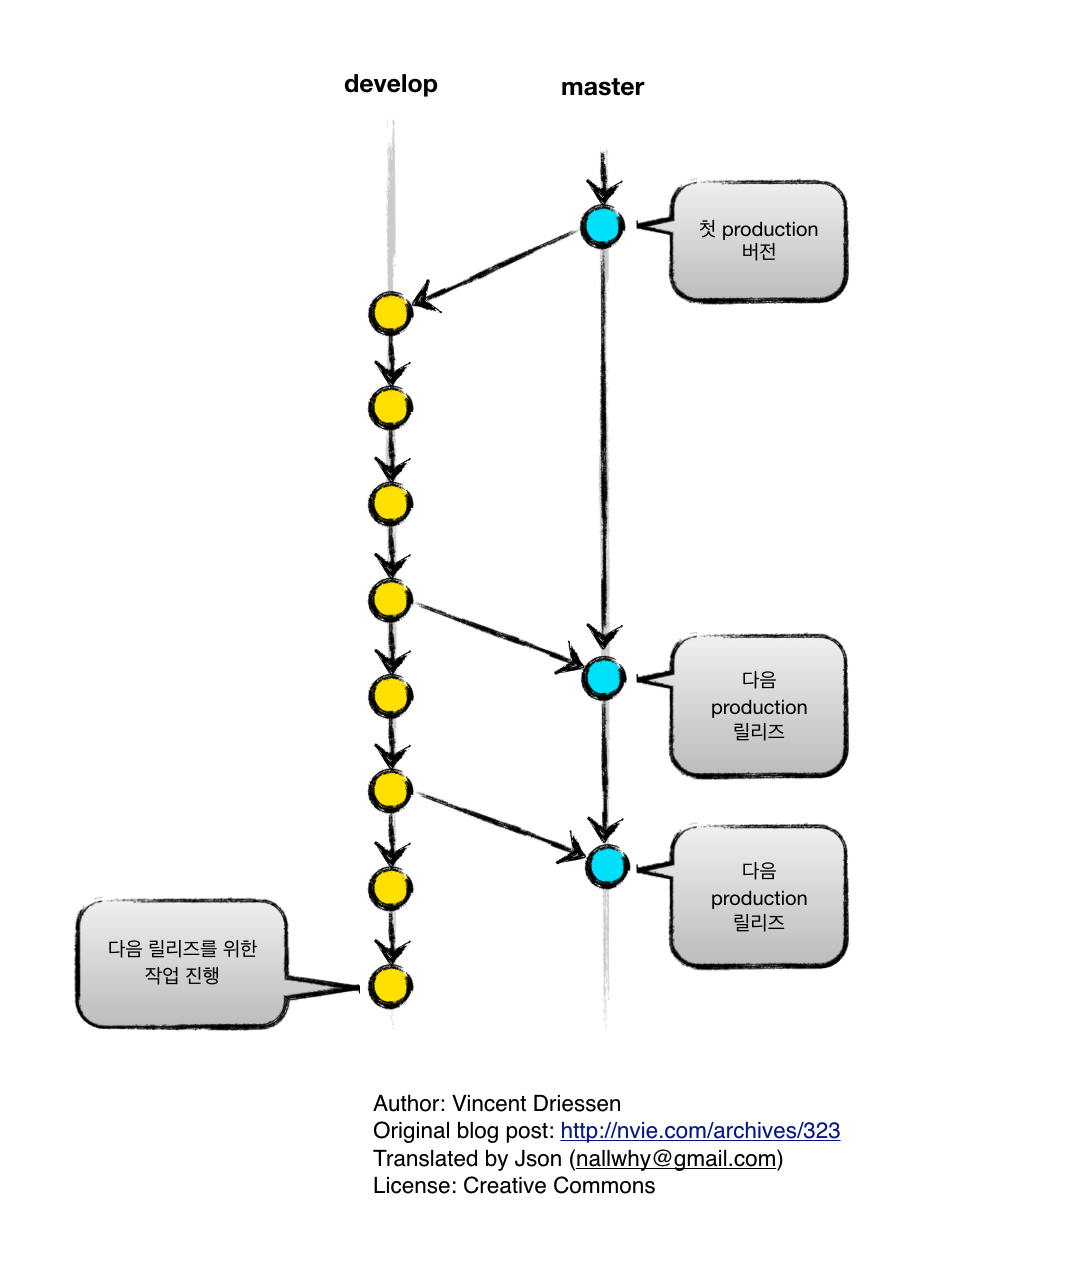 develop
master
첫 production
버전
다음
production
릴리즈
다음
production
릴리즈
다음 릴리즈를 위한
작업 진행
Author: Vincent Driessen
Original blog post: http://nvie.com/archives/323
Translated by Json (nallwhy@gmail.com)
License: Creative Commons